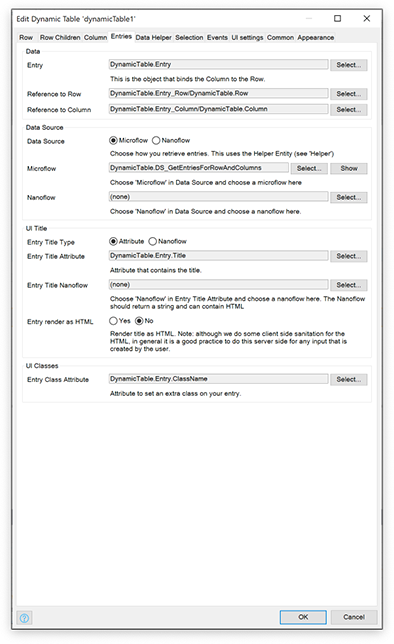 Edit Dynamic Table 'dynamicTable1'
Row Row Children Column Entries Data Helper Selection Events UI settings Common Appearance
Data
Entry DynamicTable.Entry Select...
This is the object that binds the Column to the Row.
Reference to Row DynamicTable.Entry_Row/DynamicTable.Row Select...
Reference to Column DynamicTable.Entry_Column/DynamicTable.Column Select...
Data Source
Data Source Microflow Nanoflow
Choose how you retrieve entries. This uses the Helper Entity (see 'Helper')
Microflow DynamicTable.DS_GetEntriesForRowAndColumns Select... Show
Choose 'Microflow' in Data Source and choose a microflow here
Nanoflow (none) Select...
Choose 'Nanoflow' in Data Source and choose a nanoflow here.
UI Title
Entry Title Type Attribute Nanoflow
Entry Title Attribute DynamicTable.Entry.Title Select...
Attribute that contains the title.
Entry Title Nanoflow (none) Select...
Choose 'Nanoflow' in Entry Title Attribute and choose a nanoflow here. The Nanoflow
should return a string and can contain HTML
Entry render as HTML Yes No
Render title as HTML. Note: although we do some client side sanitation for the
HTML, in general it is a good practice to do this server side for any input that is
created by the user.
UI Classes
Entry Class Attribute DynamicTable.Entry.ClassName Select...
Attribute to set an extra class on your entry.
? OK Cancel